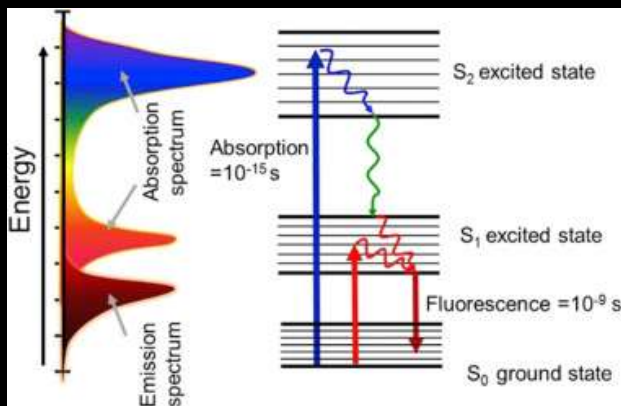 Energy
Absorption
spectrum
Emission
spectrum
Absorption
=10⁻¹⁵s
S₂ excited state
S₁ excited state
Fluorescence =10⁻⁹ s
S₀ ground state